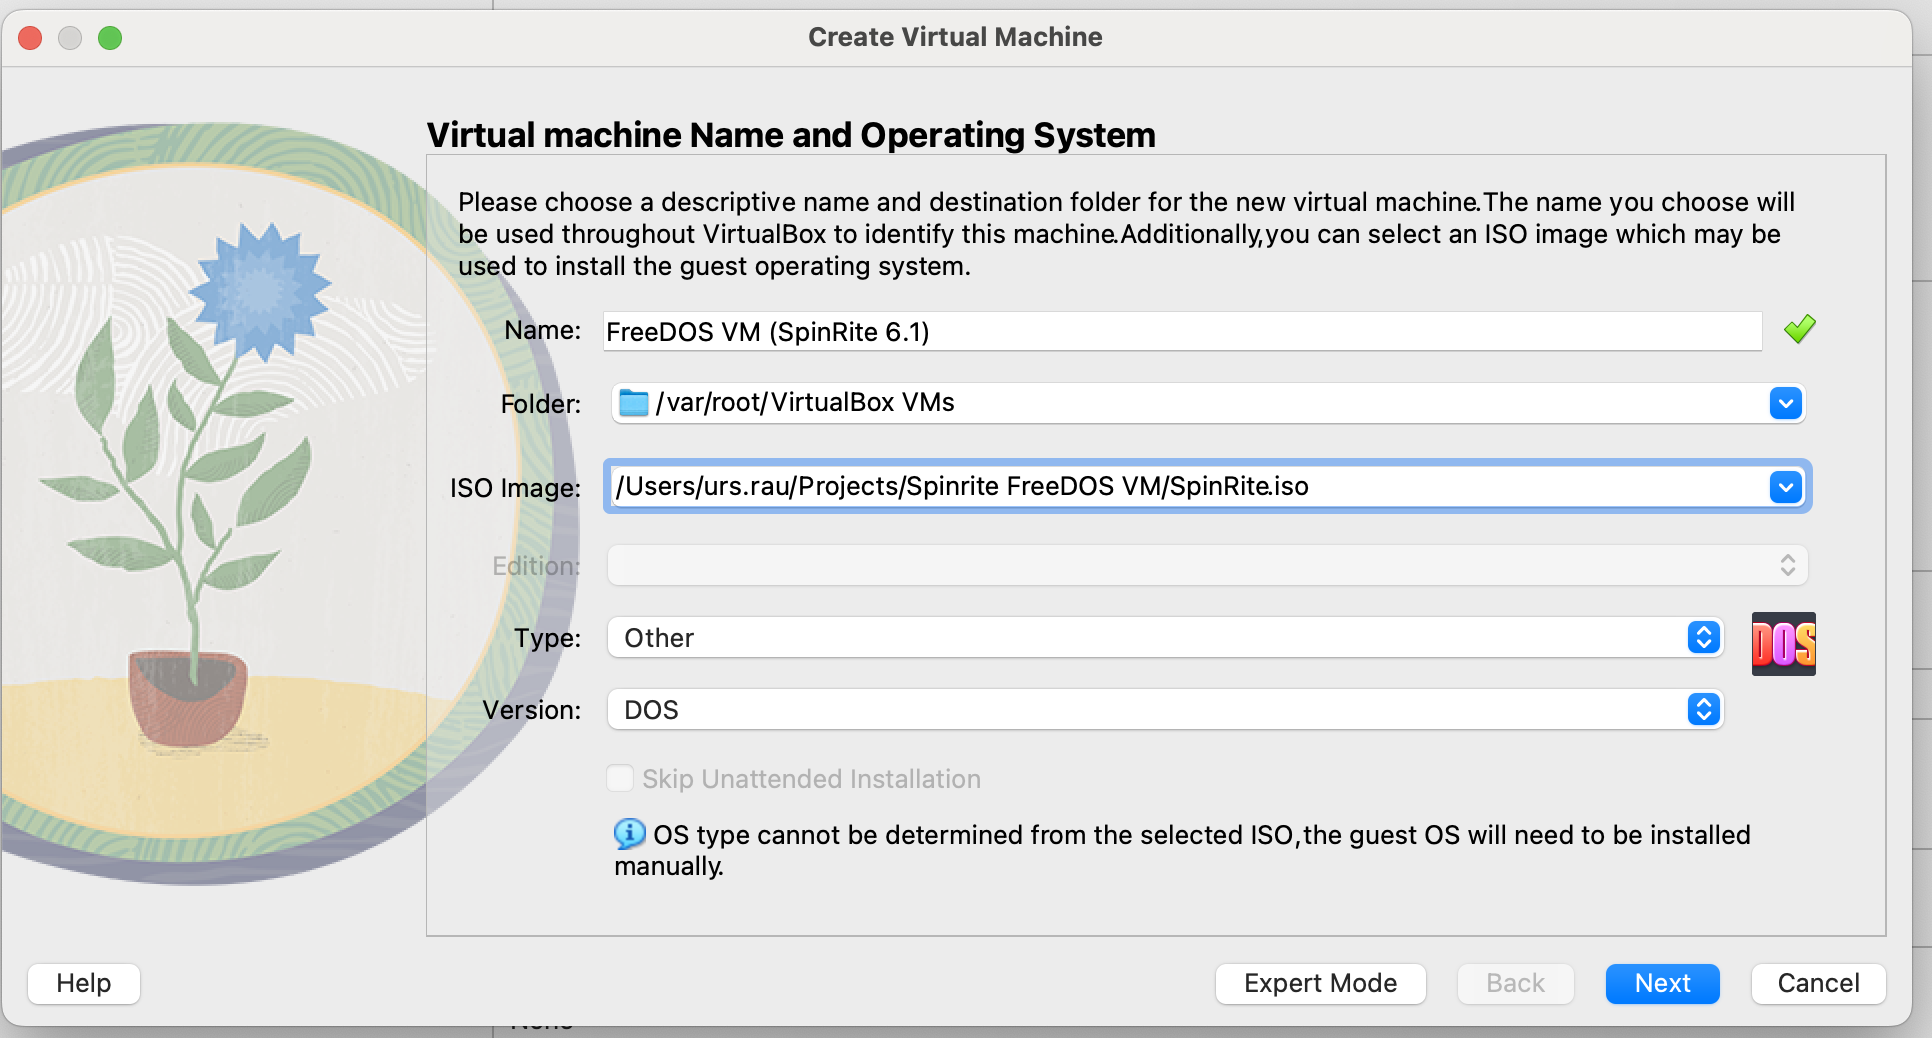 Create Virtual Machine
Virtual machine Name and Operating System
Please choose a descriptive name and destination folder for the new virtual machine.The name you choose will
be used throughout VirtualBox to identify this machine.Additionally,you can select an ISO image which may be
used to install the guest operating system.
Name: FreeDOS VM (SpinRite 6.1)
Folder: /var/root/VirtualBox VMs
ISO Image: /Users/urs.rau/Projects/Spinrite FreeDOS VM/SpinRite.iso
Edition:
Type: Other DOS
Version: DOS
Skip Unattended Installation
OS type cannot be determined from the selected ISO,the guest OS will need to be installed
manually.
Help Expert Mode Back Next Cancel